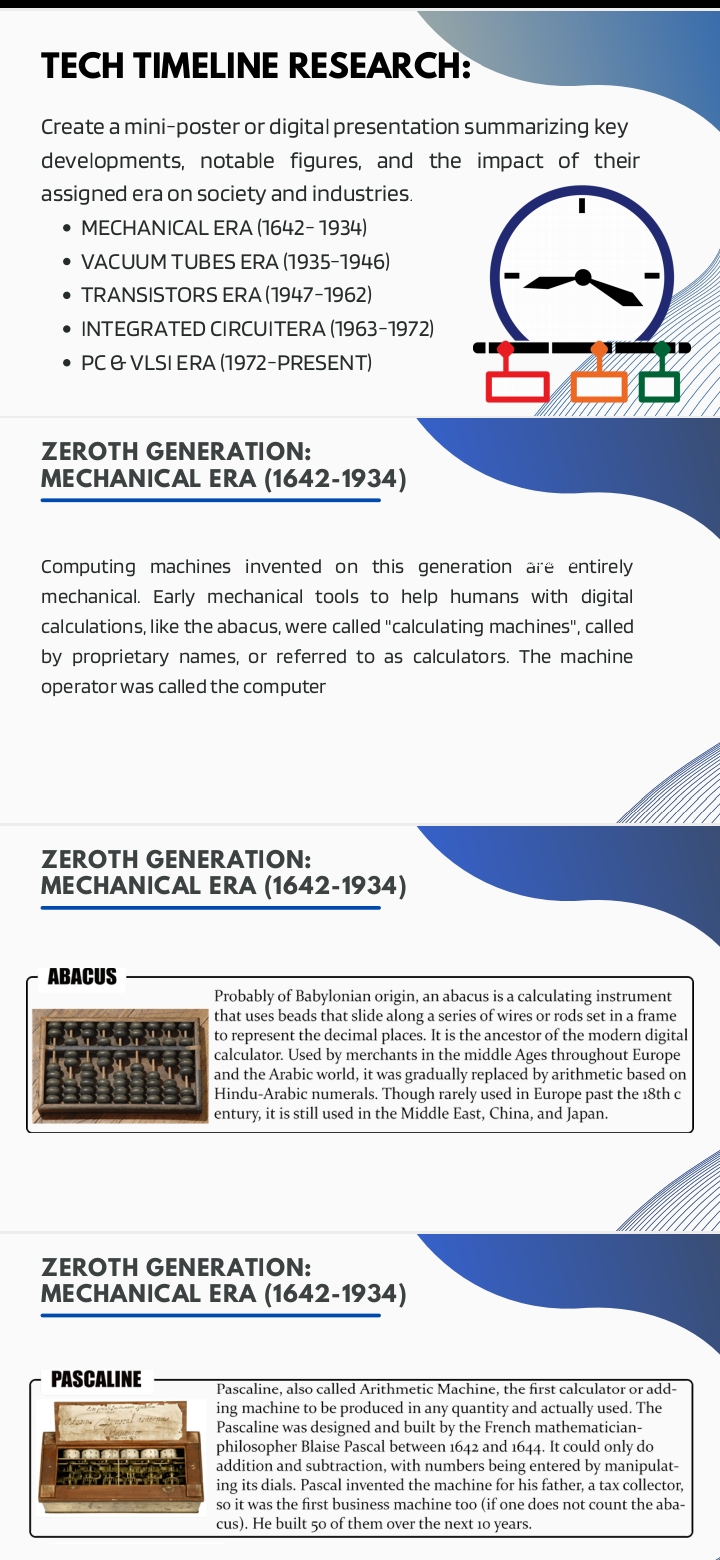 TECH TIMELINE RESEARCH:
Create a mini-poster or digital presentation summarizing key
developments, notable figures, and the impact of their
assigned era on society and industries.
• MECHANICAL ERA (1642- 1934)
• VACUUM TUBES ERA (1935-1946)
• TRANSISTORS ERA (1947-1962)
• INTEGRATED CIRCUITERA (1963-1972)
• PC & VLSI ERA (1972-PRESENT)
ZEROTH GENERATION:
MECHANICAL ERA (1642-1934)
Computing machines invented on this generation are entirely
mechanical. Early mechanical tools to help humans with digital
calculations, like the abacus, were called "calculating machines", called
by proprietary names, or referred to as calculators. The machine
operator was called the computer
ZEROTH GENERATION:
MECHANICAL ERA (1642-1934)
ABACUS
Probably of Babylonian origin, an abacus is a calculating instrument
that uses beads that slide along a series of wires or rods set in a frame
to represent the decimal places. It is the ancestor of the modern digital
calculator. Used by merchants in the middle Ages throughout Europe
and the Arabic world, it was gradually replaced by arithmetic based on
Hindu-Arabic numerals. Though rarely used in Europe past the 18th c
entury, it is still used in the Middle East, China, and Japan.
ZEROTH GENERATION:
MECHANICAL ERA (1642-1934)
PASCALINE
Pascaline, also called Arithmetic Machine, the first calculator or add-
ing machine to be produced in any quantity and actually used. The
Pascaline was designed and built by the French mathematician-
philosopher Blaise Pascal between 1642 and 1644. It could only do
addition and subtraction, with numbers being entered by manipulat-
ing its dials. Pascal invented the machine for his father, a tax collector,
so it was the first business machine too (if one does not count the aba-
cus). He built 50 of them over the next 10 years.